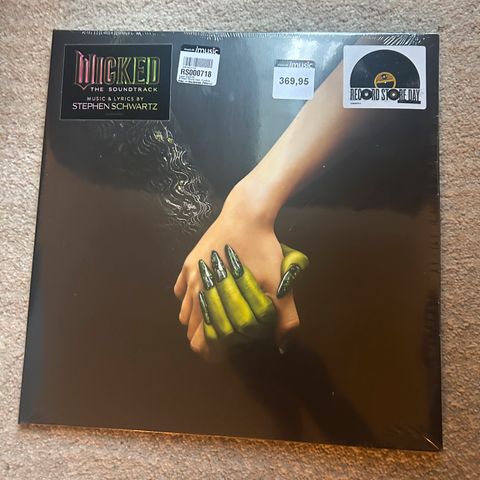 WICKED
THE SOUNDTRACK
MUSIC & LYRICS BY
STEPHEN SCHWARTZ
music
RS000718
music
369,95
RECORD STORE DAY